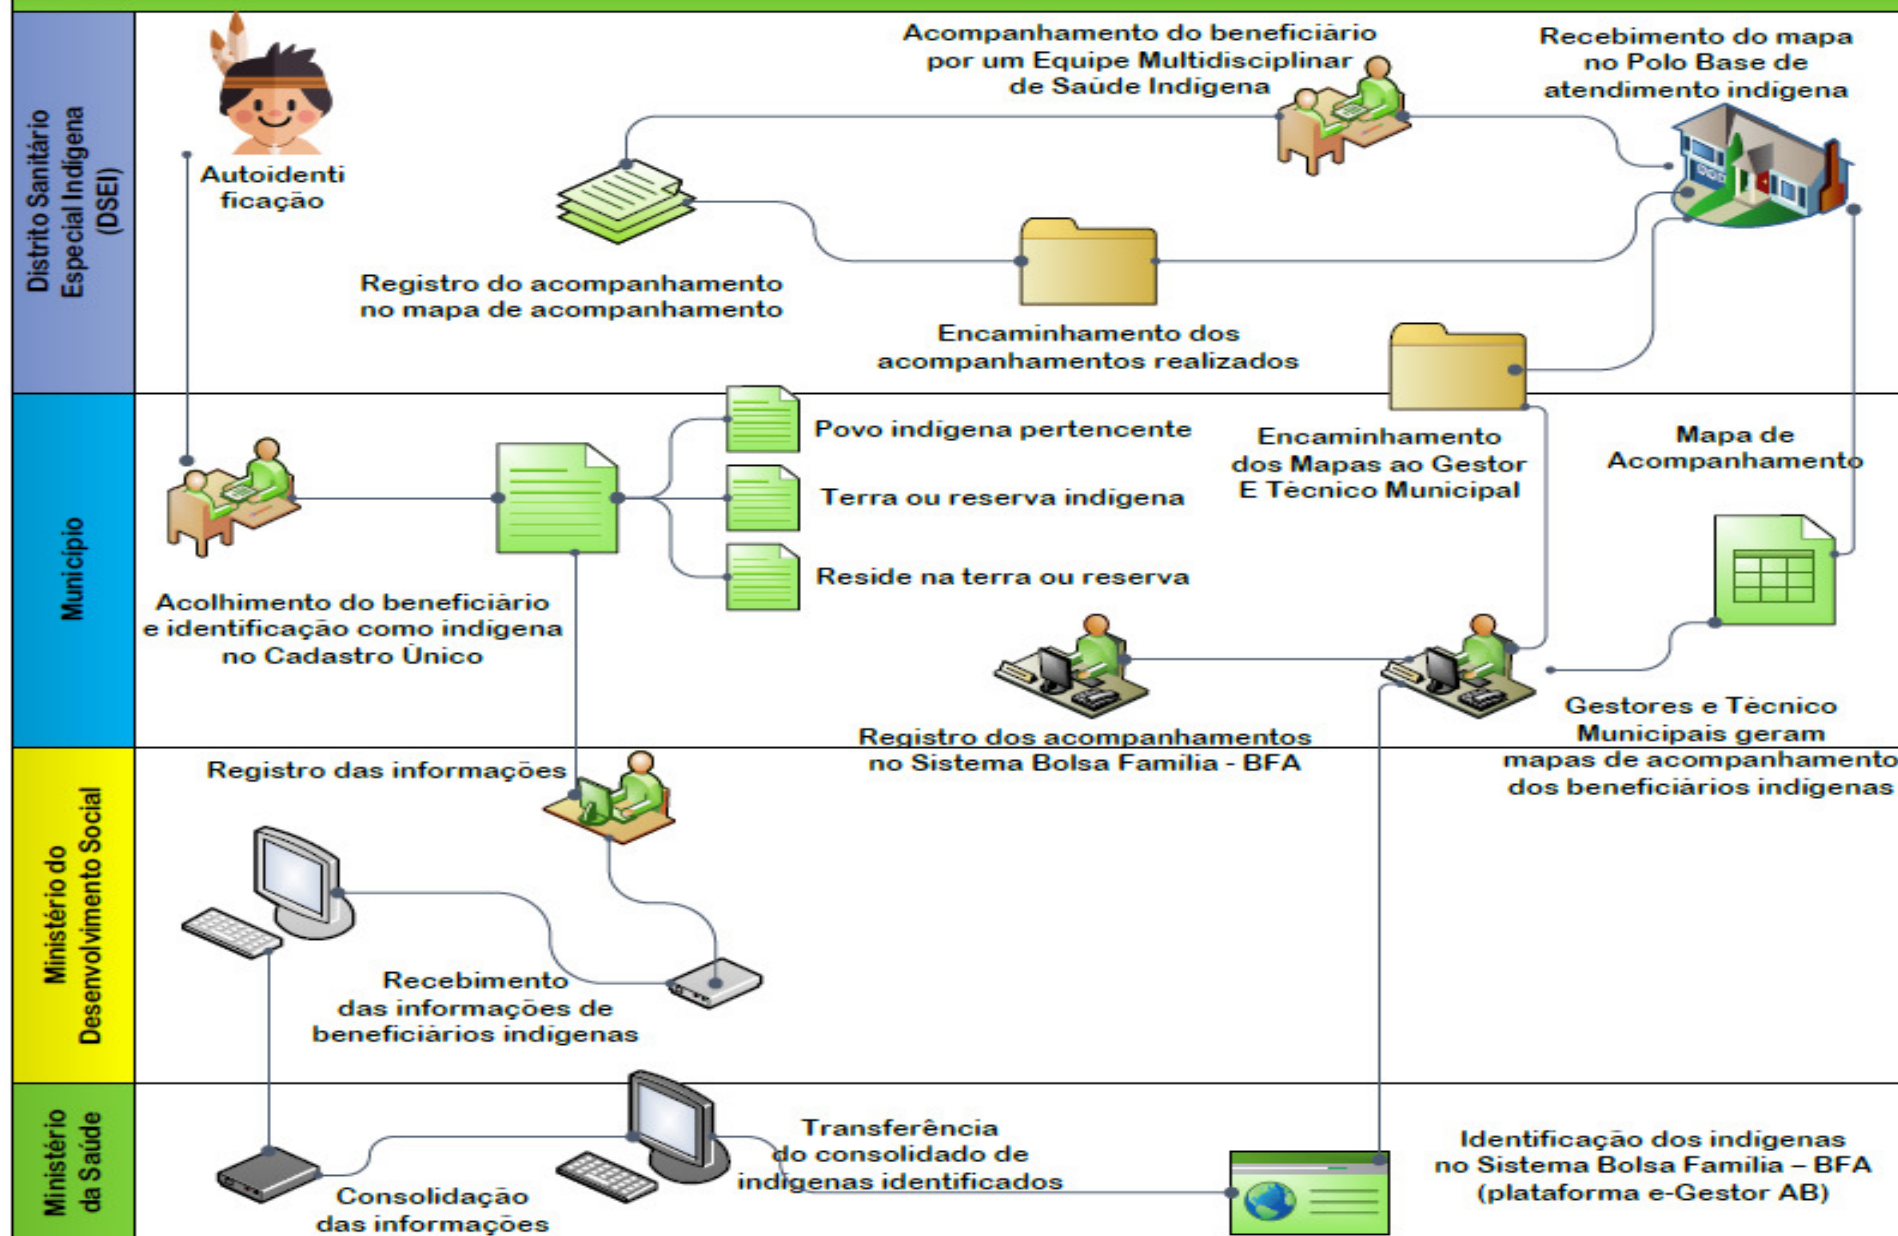 Distrito Sanitário
Especial Indígena
(DSEI)
Autoidenti
ficação
Acompanhamento do beneficiário
por um Equipe Multidisciplinar
de Saúde Indígena
Recebimento do mapa
no Polo Base de
atendimento indígena
Registro do acompanhamento
no mapa de acompanhamento
Encaminhamento dos
acompanhamentos realizados
Município
Acolhimento do beneficiário
e identificação como indígena
no Cadastro Único
Povo indígena pertencente
Terra ou reserva indígena
Reside na terra ou reserva
Encaminhamento
dos Mapas ao Gestor
E Técnico Municipal
Mapa de
Acompanhamento
Registro dos acompanhamentos
no Sistema Bolsa Família - BFA
Gestores e Técnico
Municipais geram
mapas de acompanhamento
dos beneficiários indígenas
Ministério do
Desenvolvimento Social
Registro das informações
Recebimento
das informações de
beneficiários indígenas
Ministério
da Saúde
Consolidação
das informações
Transferência
do consolidado de
indígenas identificados
Identificação dos indígenas
no Sistema Bolsa Família – BFA
(plataforma e-Gestor AB)